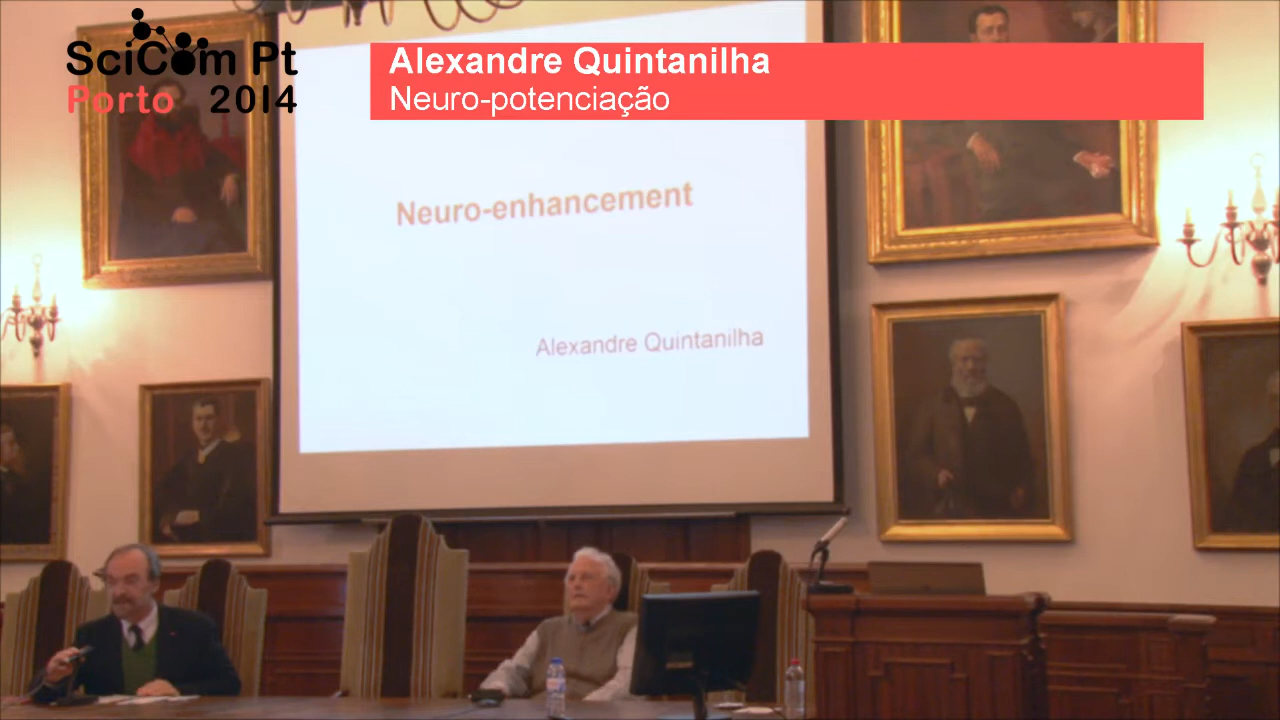 SciCom Pt
Porto 2014
Alexandre Quintanilha
Neuro-potenciação
Neuro-enhancement
Alexandre Quintanilha